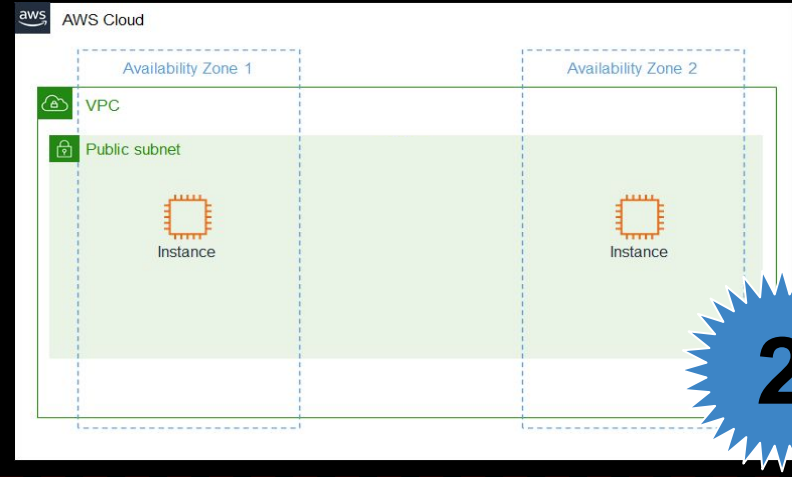 aws
AWS Cloud
Availability Zone 1
Availability Zone 2
VPC
Public subnet
Instance
Instance
2